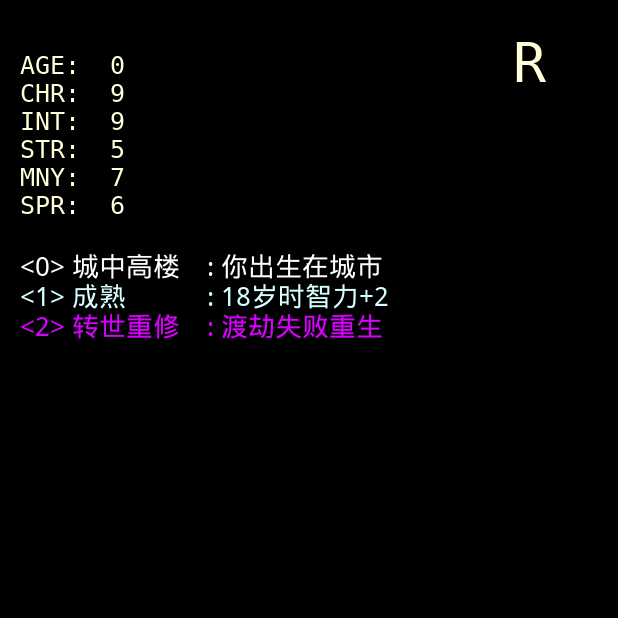 R
AGE: 0
CHR: 9
INT: 9
STR: 5
MNY: 7
SPR: 6
<0> 城中高楼 :你出生在城市
<1> 成熟 :18岁时智力+2
<2> 转世重修 :渡劫失败重生